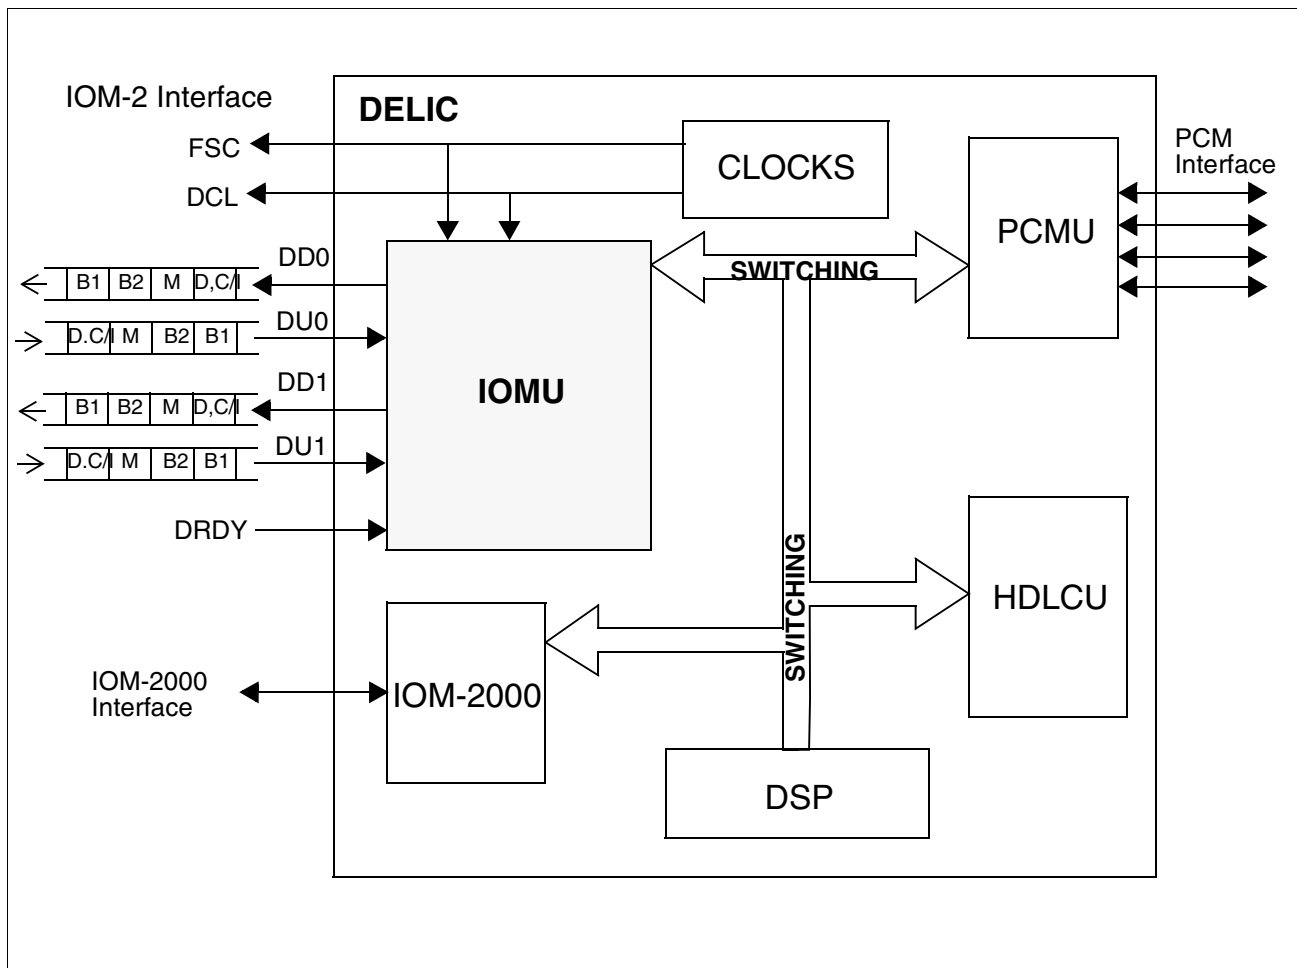 IOM-2 Interface
DELIC
FSC
CLOCKS
PCM
Interface
DCL
PCMU
DD0
SWITCHING
B1 B2 M D,C/I
DU0
D.C/I M B2 B1
DD1
IOMU
B1 B2 M D,C/I
DU1
D.C/I M B2 B1
DRDY
SWITCHING
HDLCU
IOM-2000
Interface
IOM-2000
DSP